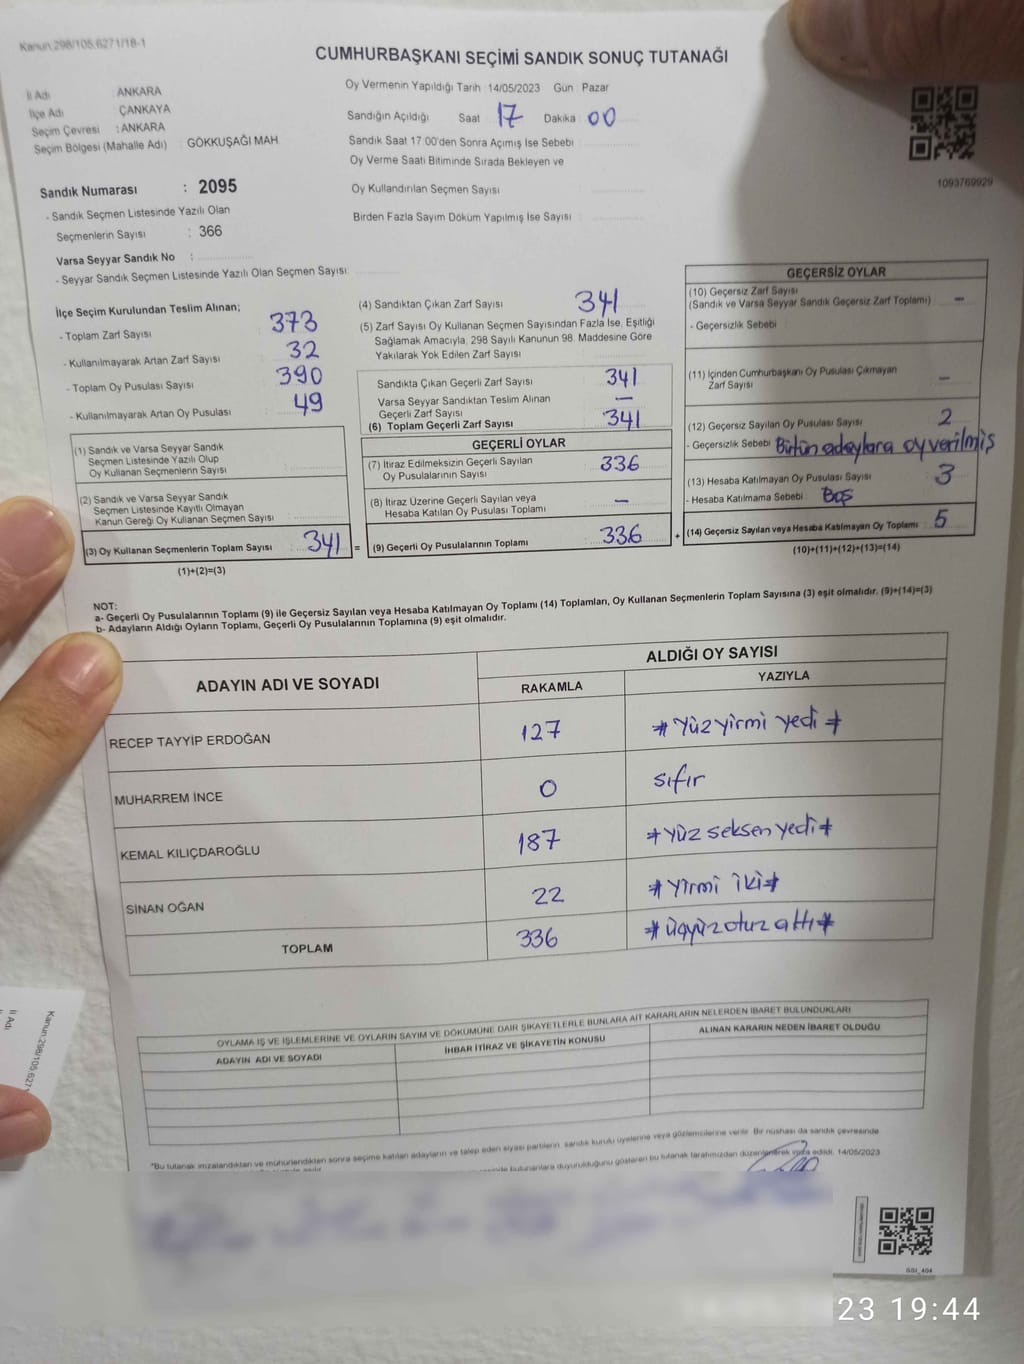 Kanun.298/105,6271/18-1
CUMHURBAŞKANI SEÇİMİ SANDIK SONUÇ TUTANAĞI
İl Adı : ANKARA
İlçe Adı : ÇANKAYA
Seçim Çevresi : ANKARA
Seçim Bölgesi (Mahalle Adı) GÖKKUŞAĞI MAH
Sandık Numarası : 2095
- Sandık Seçmen Listesinde Yazılı Olan
Seçmenlerin Sayısı : 366
Varsa Seyyar Sandık No :
- Seyyar Sandık Seçmen Listesinde Yazılı Olan Seçmen Sayısı:
Oy Vermenin Yapıldığı Tarih 14/05/2023 Gün Pazar
Sandığın Açıldığı Saat 17 Dakika 00
Sandık Saat 17:00'den Sonra Açımış Ise Sebebi
Oy Verme Saati Bitiminde Sırada Bekleyen ve
Oy Kullandırılan Seçmen Sayısı
Birden Fazla Sayım Döküm Yapılmış Ise Sayısı
1093769929
İlçe Seçim Kurulundan Teslim Alınan;
- Toplam Zarf Sayısı 373
- Kullanılmayarak Artan Zarf Sayısı 32
- Toplam Oy Pusulası Sayısı 390
- Kullanılmayarak Artan Oy Pusulası 49
(1) Sandık ve Varsa Seyyar Sandık
Seçmen Listesinde Yazılı Olup
Oy Kullanan Seçmenlerin Sayısı
(2) Sandık ve Varsa Seyyar Sandık
Seçmen Listesinde Kayıtlı Olmayan
Kanun Gereği Oy Kullanan Seçmen Sayısı :
(3) Oy Kullanan Seçmenlerin Toplam Sayısı : 341 =
(1)+(2)=(3)
(4) Sandıktan Çıkan Zarf Sayısı 341
(5) Zarf Sayısı Oy Kullanan Seçmen Sayısından Fazla Ise, Eşitliği
Sağlamak Amacıyla, 298 Sayılı Kanunun 98. Maddesine Göre
Yakılarak Yok Edilen Zarf Sayısı
Sandıkta Çıkan Geçerli Zarf Sayısı 341
Varsa Seyyar Sandıktan Teslim Alınan
Geçerli Zarf Sayısı —
(6) Toplam Geçerli Zarf Sayısı 341
GEÇERLİ OYLAR
(7) İtiraz Edilmeksizin Geçerli Sayılan
Oy Pusulalarının Sayısı 336
(8) İtiraz Üzerine Geçerli Sayılan veya
Hesaba Katılan Oy Pusulası Toplamı —
(9) Geçerli Oy Pusulalarının Toplamı 336 +
GEÇERSİZ OYLAR
(10) Geçersiz Zarf Sayısı
(Sandık ve Varsa Seyyar Sandık Geçersiz Zarf Toplamı) —
- Geçersizlik Sebebi
(11) İçinden Cumhurbaşkanı Oy Pusulası Çıkmayan
Zarf Sayısı —
(12) Geçersiz Sayılan Oy Pusulası Sayısı 2
- Geçersizlik Sebebi Bütün adaylara oy verilmiş
(13) Hesaba Katılmayan Oy Pusulası Sayısı 3
- Hesaba Katılmama Sebebi Boş
(14) Geçersiz Sayılan veya Hesaba Katılmayan Oy Toplamı 5
(10)+(11)+(12)+(13)=(14)
NOT:
a- Geçerli Oy Pusulalarının Toplamı (9) ile Geçersiz Sayılan veya Hesaba Katılmayan Oy Toplamı (14) Toplamları, Oy Kullanan Seçmenlerin Toplam Sayısına (3) eşit olmalıdır. (9)+(14)=(3)
b- Adayların Aldığı Oyların Toplamı, Geçerli Oy Pusulalarının Toplamına (9) eşit olmalıdır.
ADAYIN ADI VE SOYADI
ALDIĞI OY SAYISI
RAKAMLA YAZIYLA
RECEP TAYYİP ERDOĞAN 127 # Yüz yirmi yedi #
MUHARREM İNCE 0 sıfır
KEMAL KILIÇDAROĞLU 187 # Yüz seksen yedi #
SİNAN OĞAN 22 # Yirmi iki #
TOPLAM 336 # üçyüz otuz altı #
OYLAMA İŞ VE İŞLEMLERINE VE OYLARIN SAYIM VE DÖKÜMÜNE DAİR ŞİKAYETLERLE BUNLARA AİT KARARLARIN NELERDEN İBARET BULUNDUKLARI
ADAYIN ADI VE SOYADI
İHBAR İTİRAZ VE ŞİKAYETİN KONUSU
ALINAN KARARIN NEDEN İBARET OLDUĞU
*Bu tutanak imzalandıktan ve mühürlendikten sonra seçime katılan adayların ve talep eden siyasi partilerin sandık kurulu üyelerine veya gözlemcilerine verilir. Bir nüshası da sandık çevresinde
bulunanlara duyurulduğunu gösteren bu tutanak tarafımızdan düzenlenerek imza edildi. 14/05/2023
Kanun:298/105,6271
İl Adı
SSI_404
23 19:44